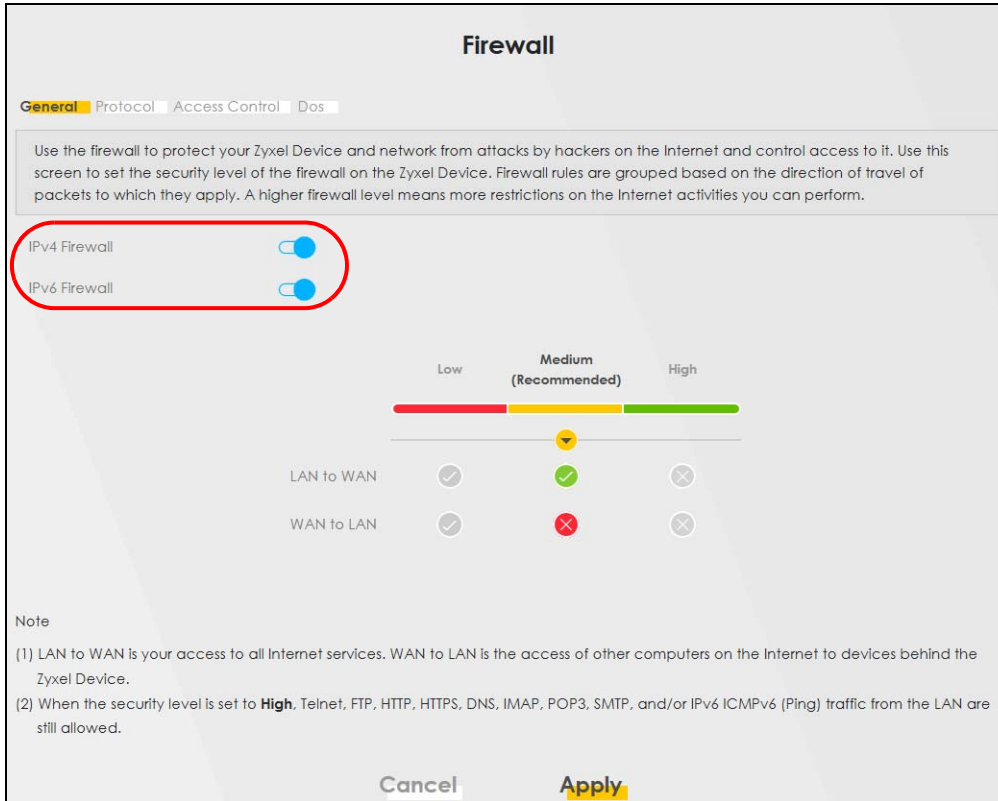 Firewall
General Protocol Access Control Dos
Use the firewall to protect your Zyxel Device and network from attacks by hackers on the Internet and control access to it. Use this
screen to set the security level of the firewall on the Zyxel Device. Firewall rules are grouped based on the direction of travel of
packets to which they apply. A higher firewall level means more restrictions on the Internet activities you can perform.
IPv4 Firewall
IPv6 Firewall
Low Medium High
(Recommended)
LAN to WAN
WAN to LAN
Note
(1) LAN to WAN is your access to all Internet services. WAN to LAN is the access of other computers on the Internet to devices behind the
Zyxel Device.
(2) When the security level is set to High, Telnet, FTP, HTTP, HTTPS, DNS, IMAP, POP3, SMTP, and/or IPv6 ICMPv6 (Ping) traffic from the LAN are
still allowed.
Cancel Apply